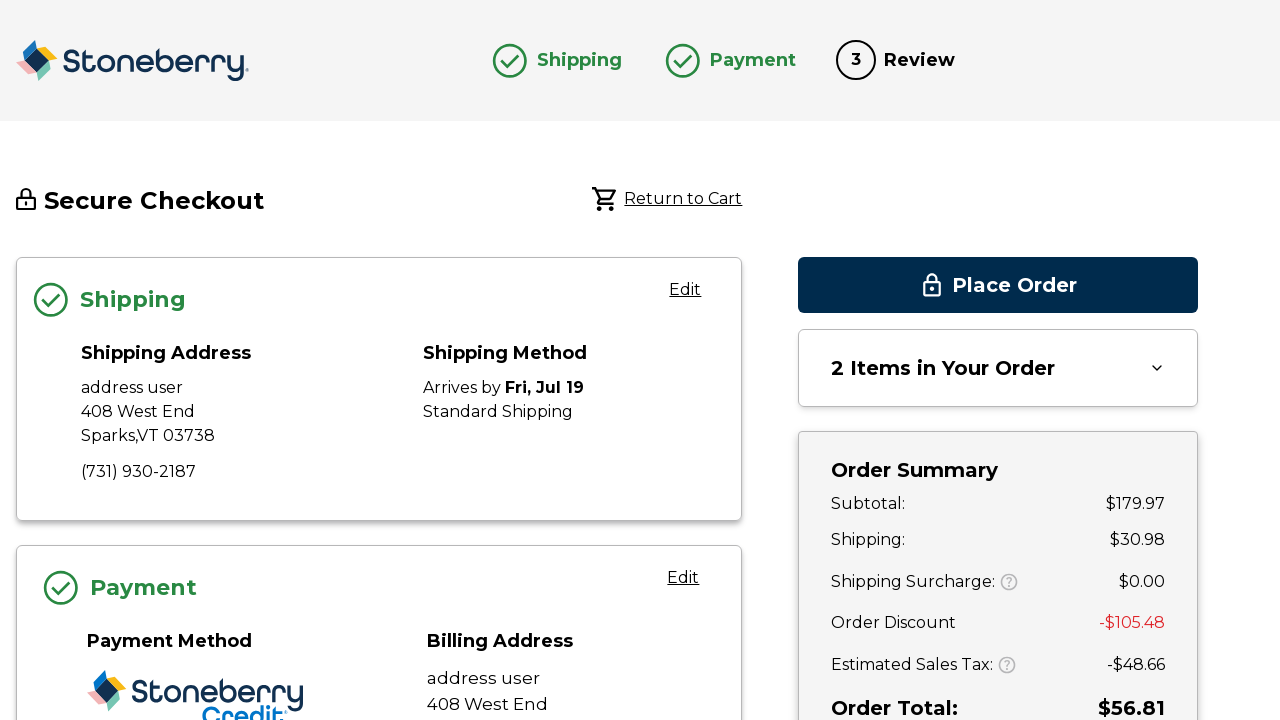 Stoneberry
Shipping
Payment
3 Review
Secure Checkout
Return to Cart
Shipping
Edit
Shipping Address
address user
408 West End
Sparks,VT 03738
(731) 930-2187
Shipping Method
Arrives by Fri, Jul 19
Standard Shipping
Payment
Edit
Payment Method
Stoneberry
Credit
Billing Address
address user
408 West End
Place Order
2 Items in Your Order
Order Summary
Subtotal: $179.97
Shipping: $30.98
Shipping Surcharge: ? $0.00
Order Discount -$105.48
Estimated Sales Tax: ? -$48.66
Order Total: $56.81